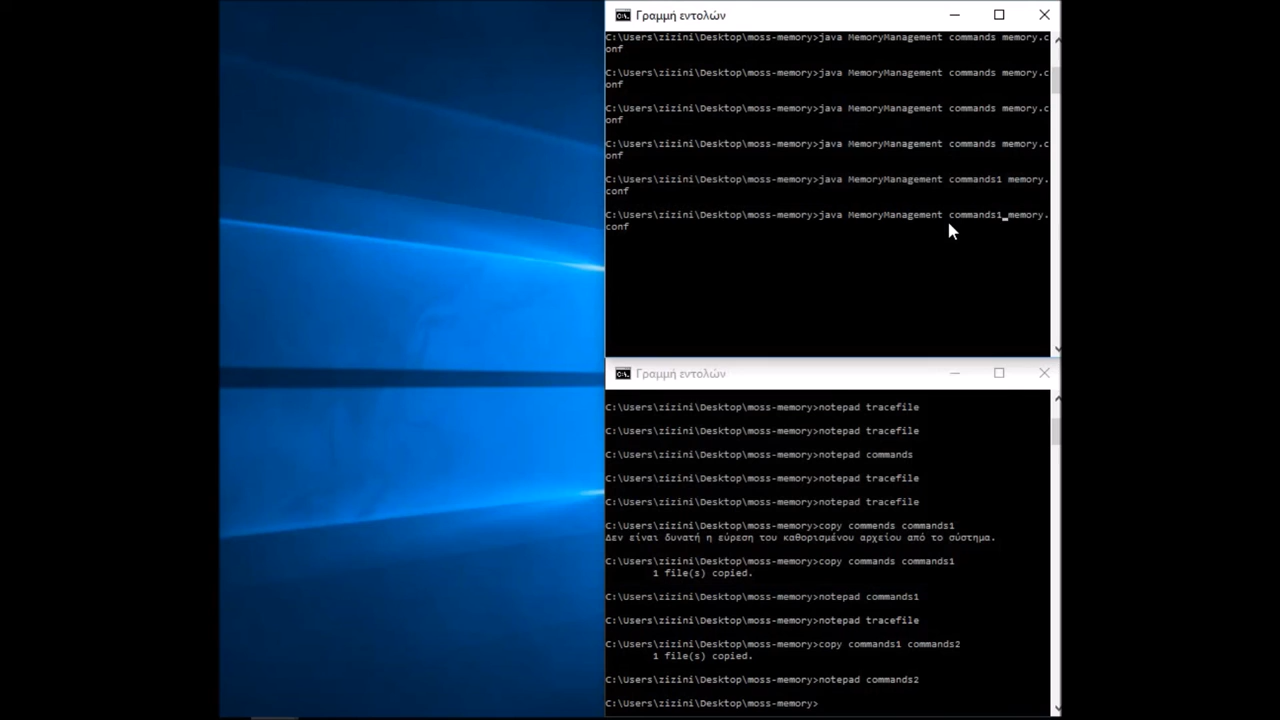 Γραμμή εντολών
C:\Users\zizini\Desktop\moss-memory>java MemoryManagement commands memory.c
onf
C:\Users\zizini\Desktop\moss-memory>java MemoryManagement commands memory.c
onf
C:\Users\zizini\Desktop\moss-memory>java MemoryManagement commands memory.c
onf
C:\Users\zizini\Desktop\moss-memory>java MemoryManagement commands memory.c
onf
C:\Users\zizini\Desktop\moss-memory>java MemoryManagement commands1 memory.
conf
C:\Users\zizini\Desktop\moss-memory>java MemoryManagement commands1 memory.
conf
Γραμμή εντολών
C:\Users\zizini\Desktop\moss-memory>notepad tracefile
C:\Users\zizini\Desktop\moss-memory>notepad tracefile
C:\Users\zizini\Desktop\moss-memory>notepad commands
C:\Users\zizini\Desktop\moss-memory>notepad tracefile
C:\Users\zizini\Desktop\moss-memory>notepad tracefile
C:\Users\zizini\Desktop\moss-memory>copy commends commands1
Δεν είναι δυνατή η εύρεση του καθορισμένου αρχείου από το σύστημα.
C:\Users\zizini\Desktop\moss-memory>copy commands commands1
1 file(s) copied.
C:\Users\zizini\Desktop\moss-memory>notepad commands1
C:\Users\zizini\Desktop\moss-memory>notepad tracefile
C:\Users\zizini\Desktop\moss-memory>copy commands1 commands2
1 file(s) copied.
C:\Users\zizini\Desktop\moss-memory>notepad commands2
C:\Users\zizini\Desktop\moss-memory>